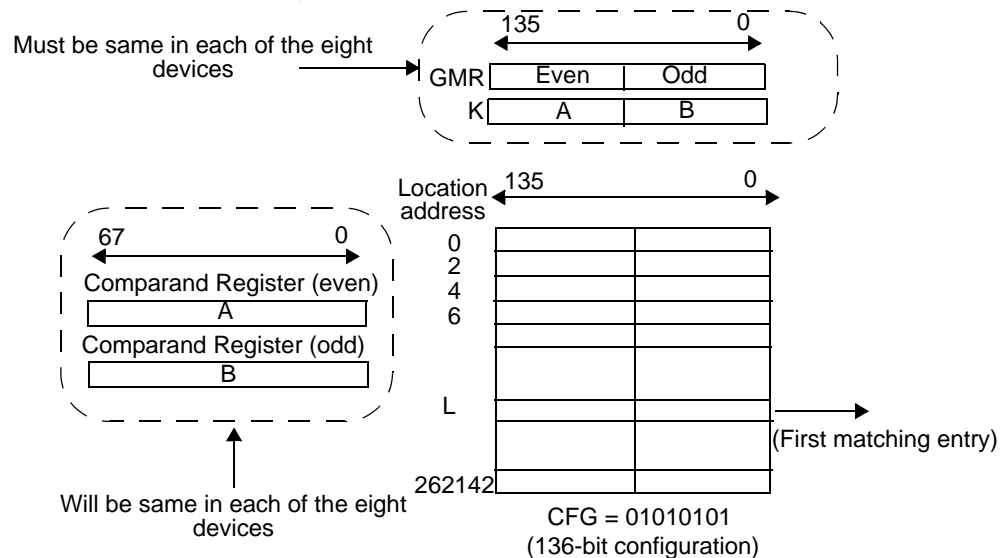 135 0
Must be same in each of the eight
devices
GMR Even Odd
K A B
Location
address
135 0
67 0
Comparand Register (even)
A
Comparand Register (odd)
B
0
2
4
6
L
(First matching entry)
262142
Will be same in each of the eight
devices
CFG = 01010101
(136-bit configuration)